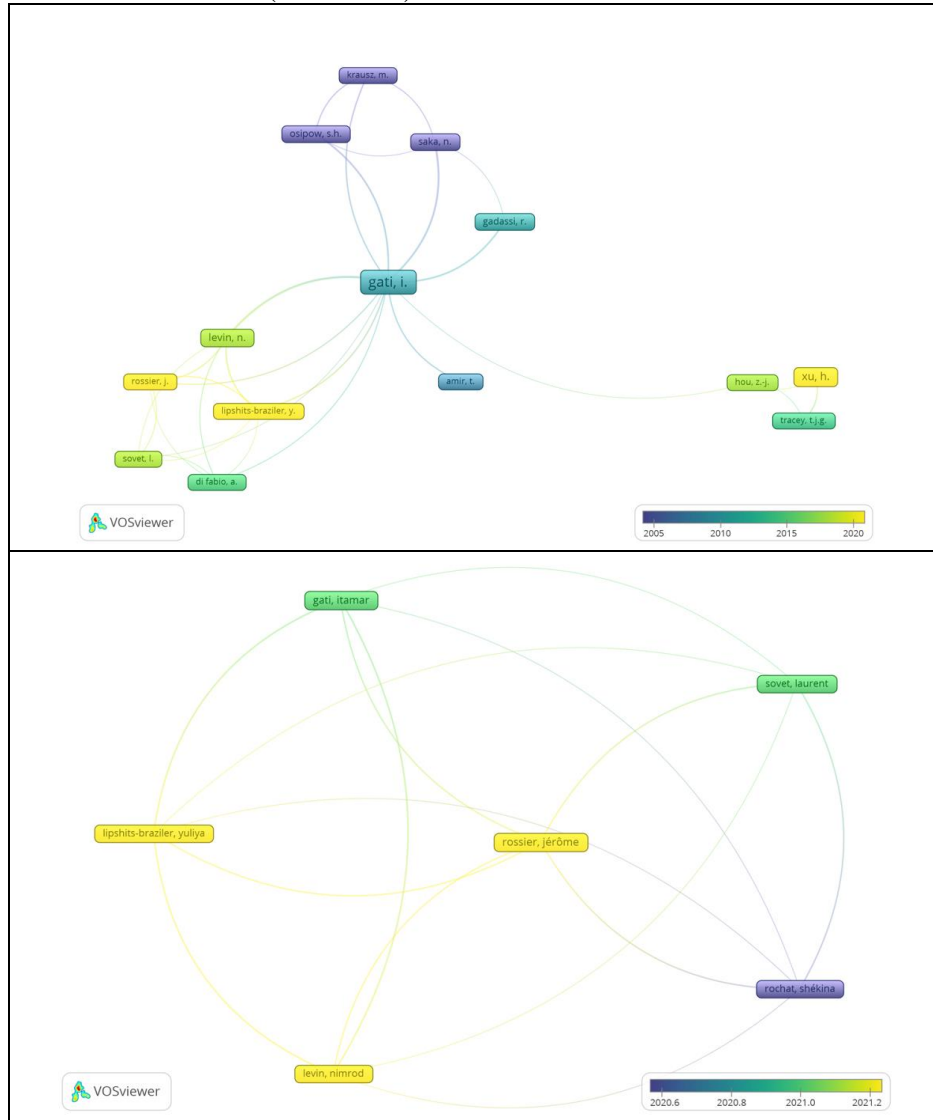 krausz, m.
osipow, s.h.
saka, n.
gadassi, r.
gati, i.
levin, n.
rossier, j.
lipshits-braziler, y.
amir, t.
hou, z.-j.
xu, h.
tracey, t.j.g.
sovet, l.
di fabio, a.
VOSviewer
2005 2010 2015 2020
gati, itamar
sovet, laurent
lipshits-braziler, yuliya
rossier, jérôme
rochat, shékina
levin, nimrod
VOSviewer
2020.6 2020.8 2021.0 2021.2